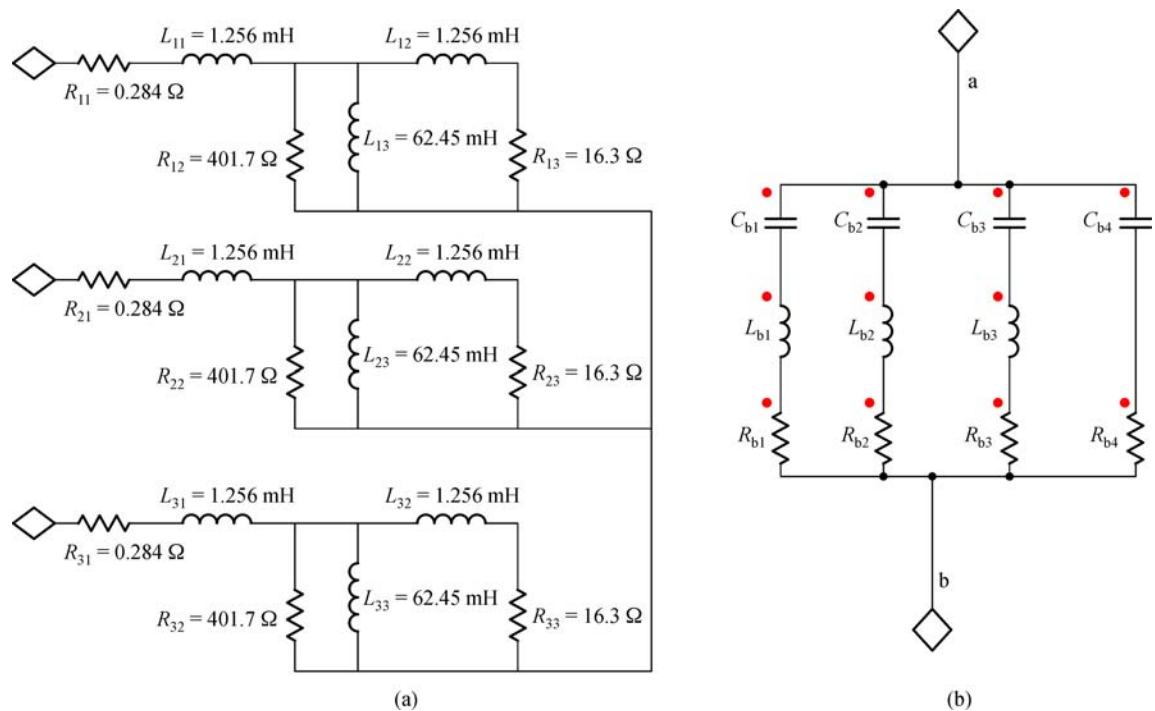 L11 = 1.256 mH
L12 = 1.256 mH
R11 = 0.284 Ω
L13 = 62.45 mH
R12 = 401.7 Ω
R13 = 16.3 Ω
L21 = 1.256 mH
L22 = 1.256 mH
R21 = 0.284 Ω
L23 = 62.45 mH
R22 = 401.7 Ω
R23 = 16.3 Ω
L31 = 1.256 mH
L32 = 1.256 mH
R31 = 0.284 Ω
L33 = 62.45 mH
R32 = 401.7 Ω
R33 = 16.3 Ω
(a)
a
Cb1 Cb2 Cb3 Cb4
Lb1 Lb2 Lb3
Rb1 Rb2 Rb3 Rb4
b
(b)